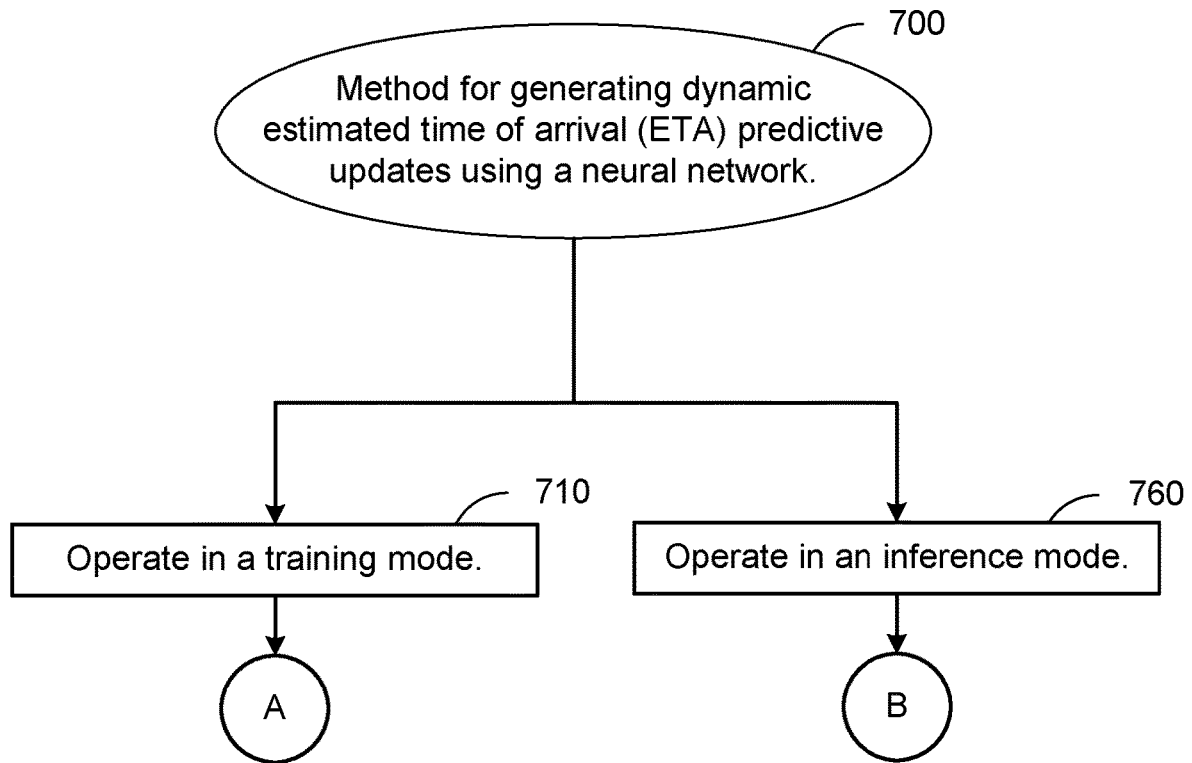 700
Method for generating dynamic
estimated time of arrival (ETA) predictive
updates using a neural network.
710
760
Operate in a training mode.
Operate in an inference mode.
A
B